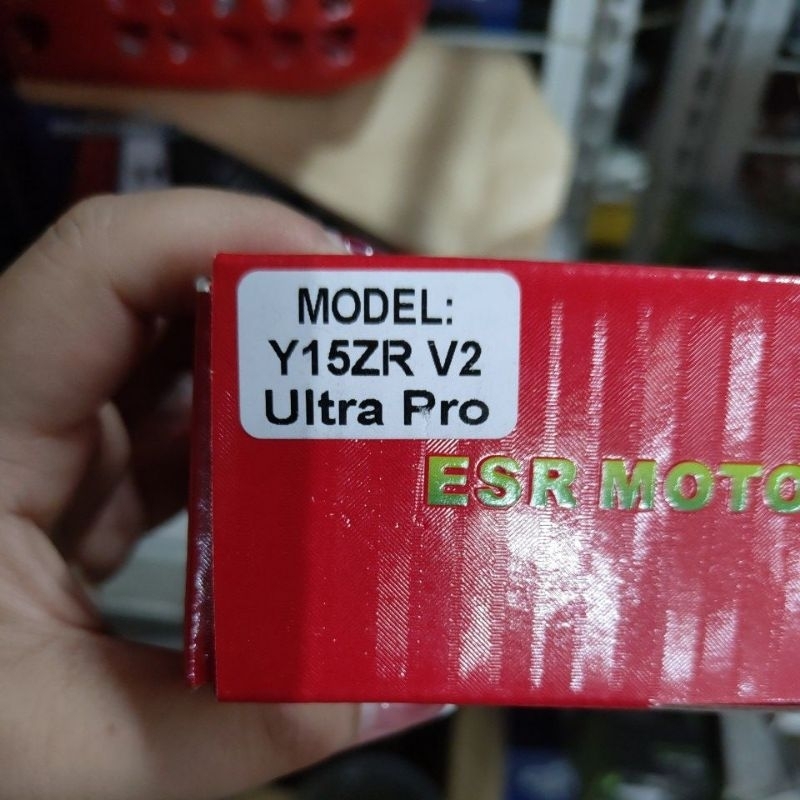 MODEL:
Y15ZR V2
Ultra Pro
ESR MOTO